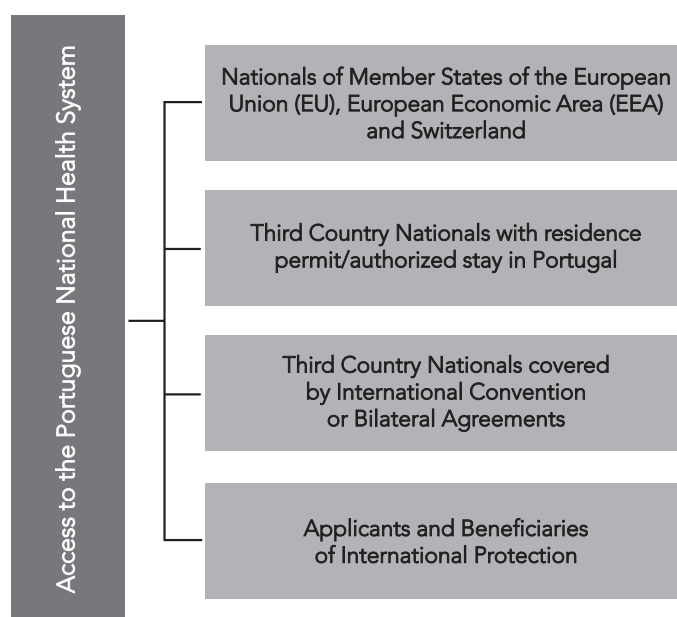 Access to the Portuguese National Health System
Nationals of Member States of the European
Union (EU), European Economic Area (EEA)
and Switzerland
Third Country Nationals with residence
permit/authorized stay in Portugal
Third Country Nationals covered
by International Convention
or Bilateral Agreements
Applicants and Beneficiaries
of International Protection